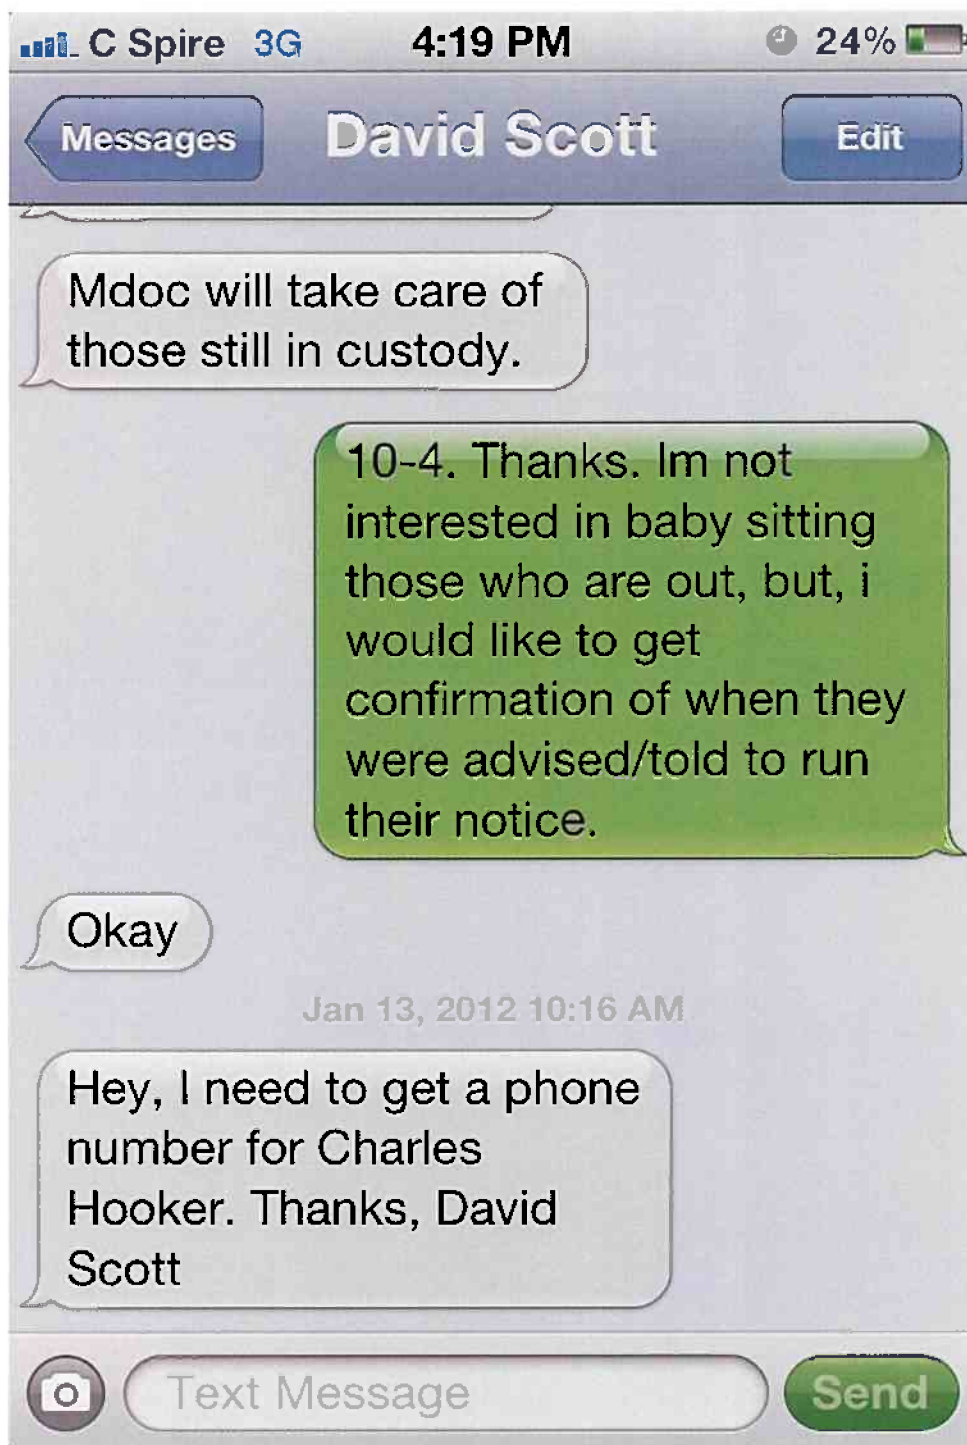 C Spire 3G 4:19 PM 24%
Messages David Scott Edit
Mdoc will take care of
those still in custody.
10-4. Thanks. Im not
interested in baby sitting
those who are out, but, i
would like to get
confirmation of when they
were advised/told to run
their notice.
Okay
Jan 13, 2012 10:16 AM
Hey, I need to get a phone
number for Charles
Hooker. Thanks, David
Scott
Text Message Send